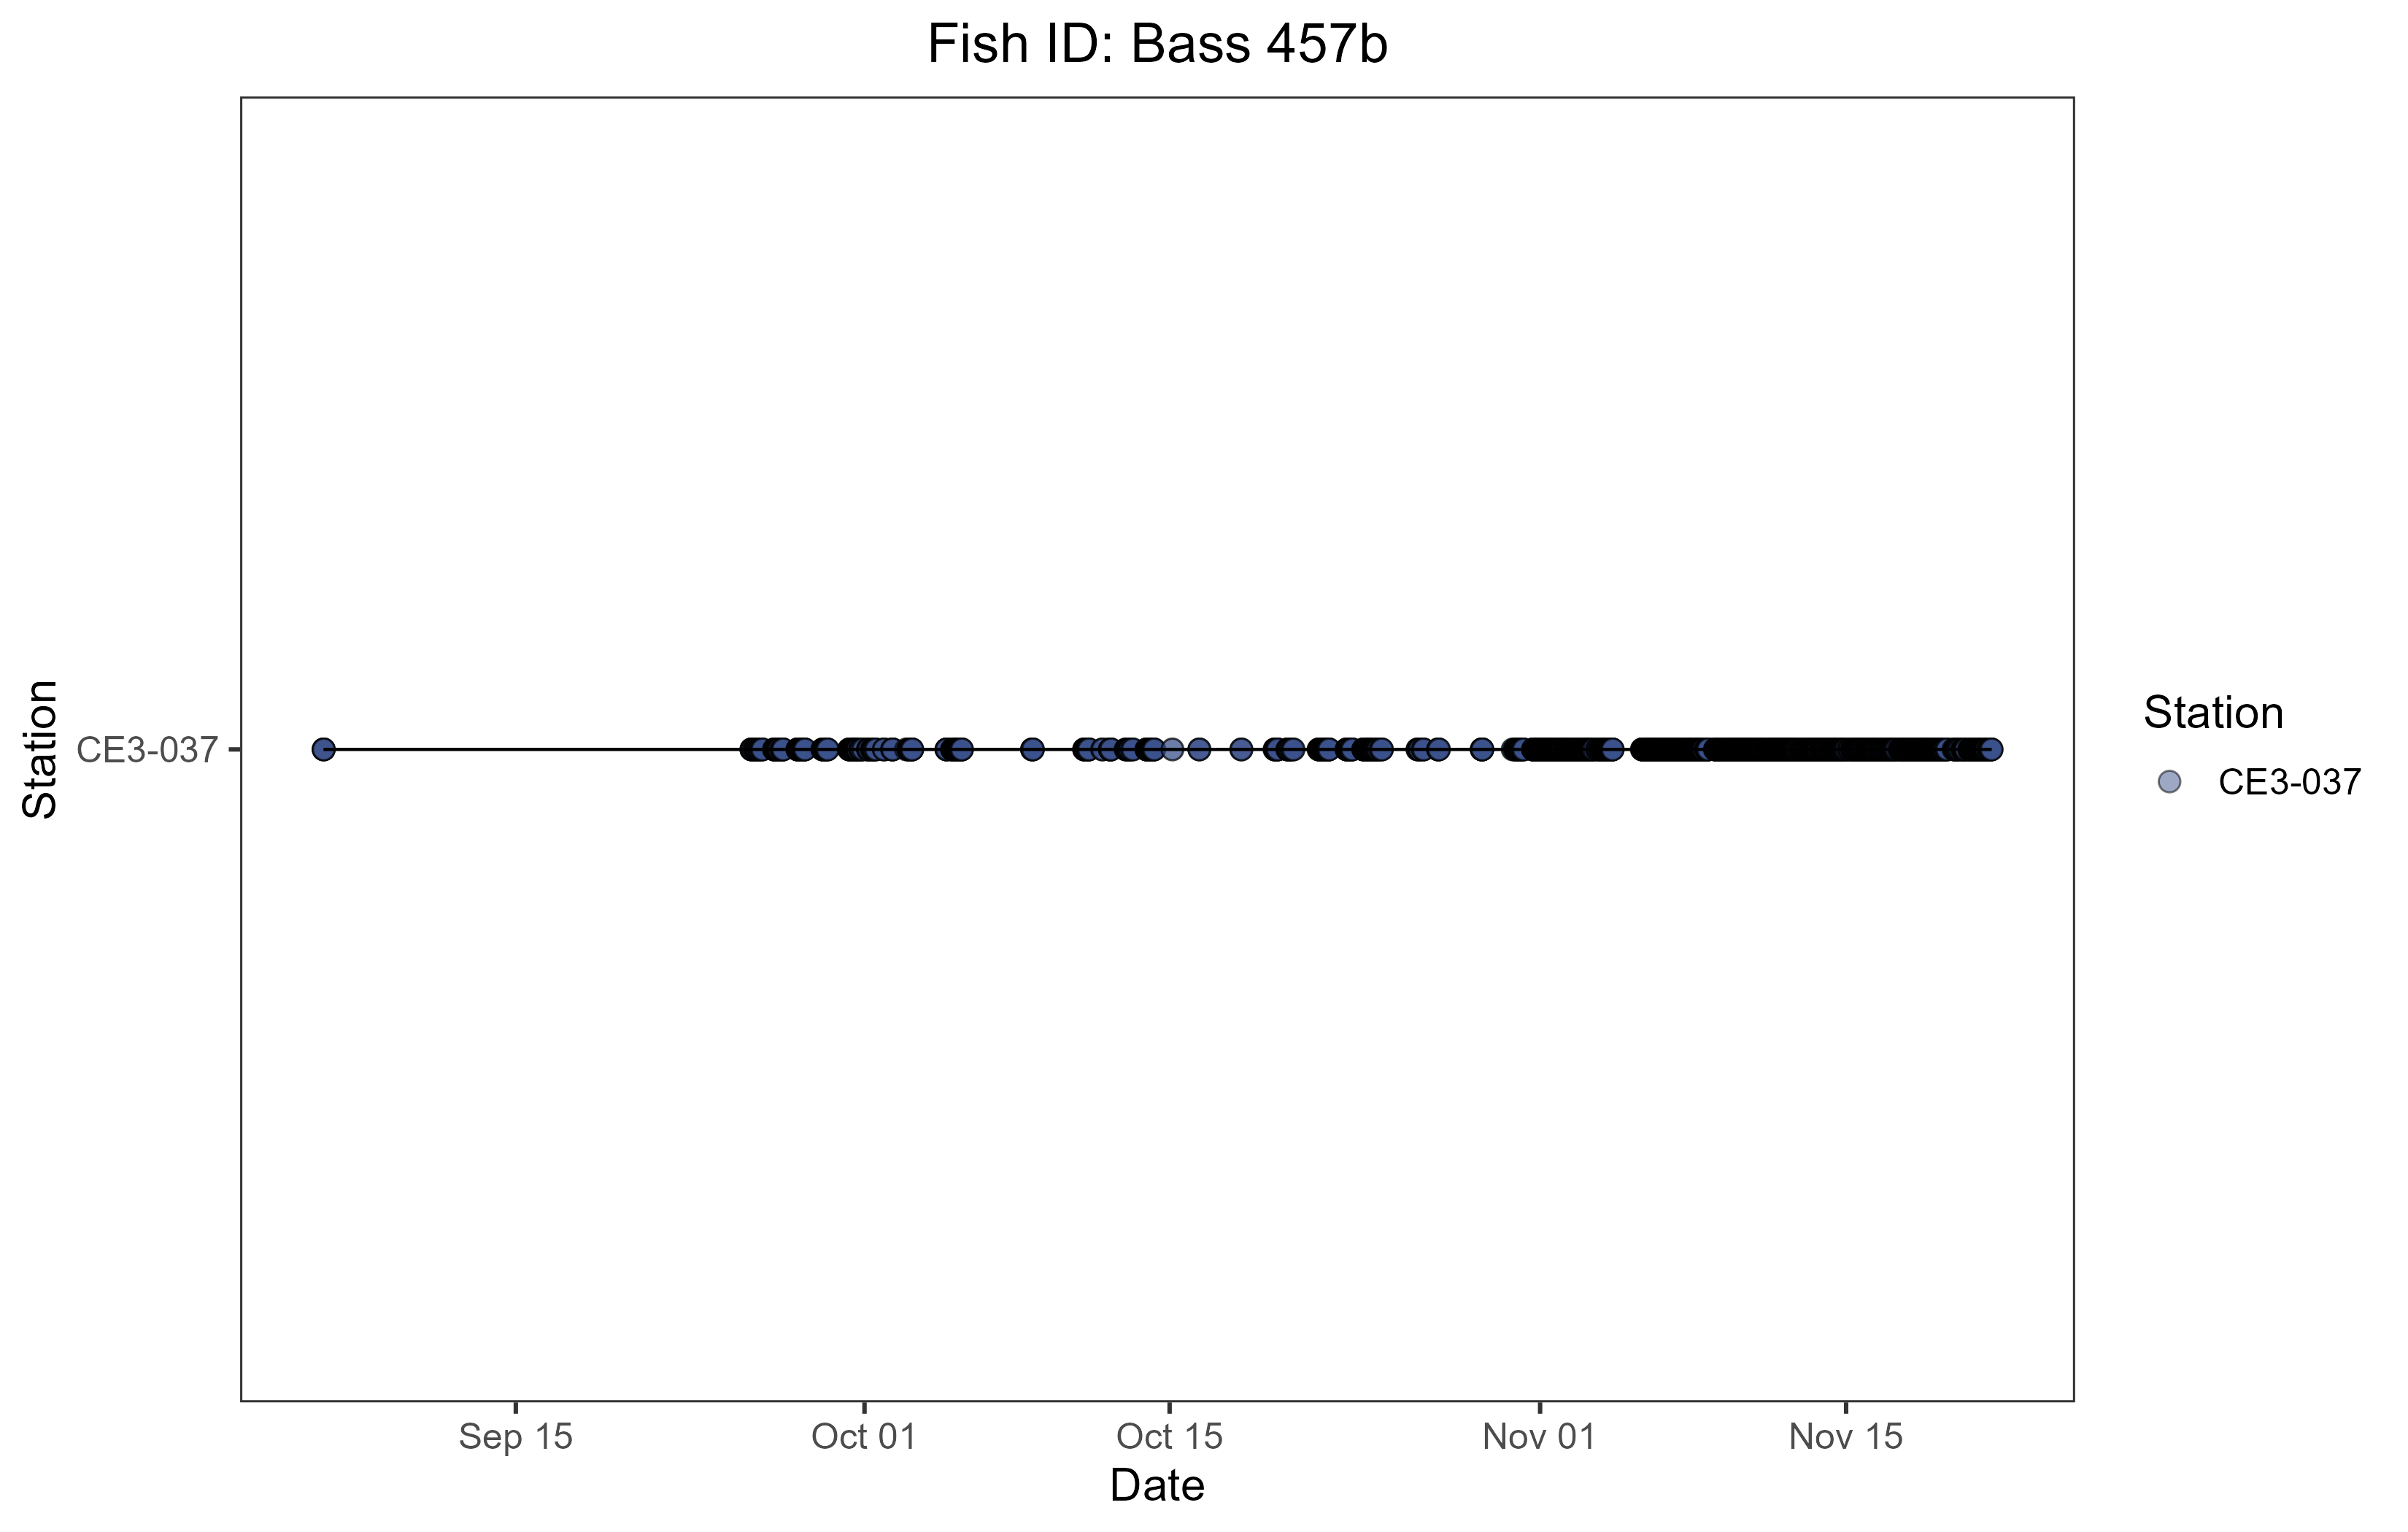 Fish ID: Bass 457b
Station
CE3-037
Station
CE3-037
Sep 15
Oct 01
Oct 15
Nov 01
Nov 15
Date